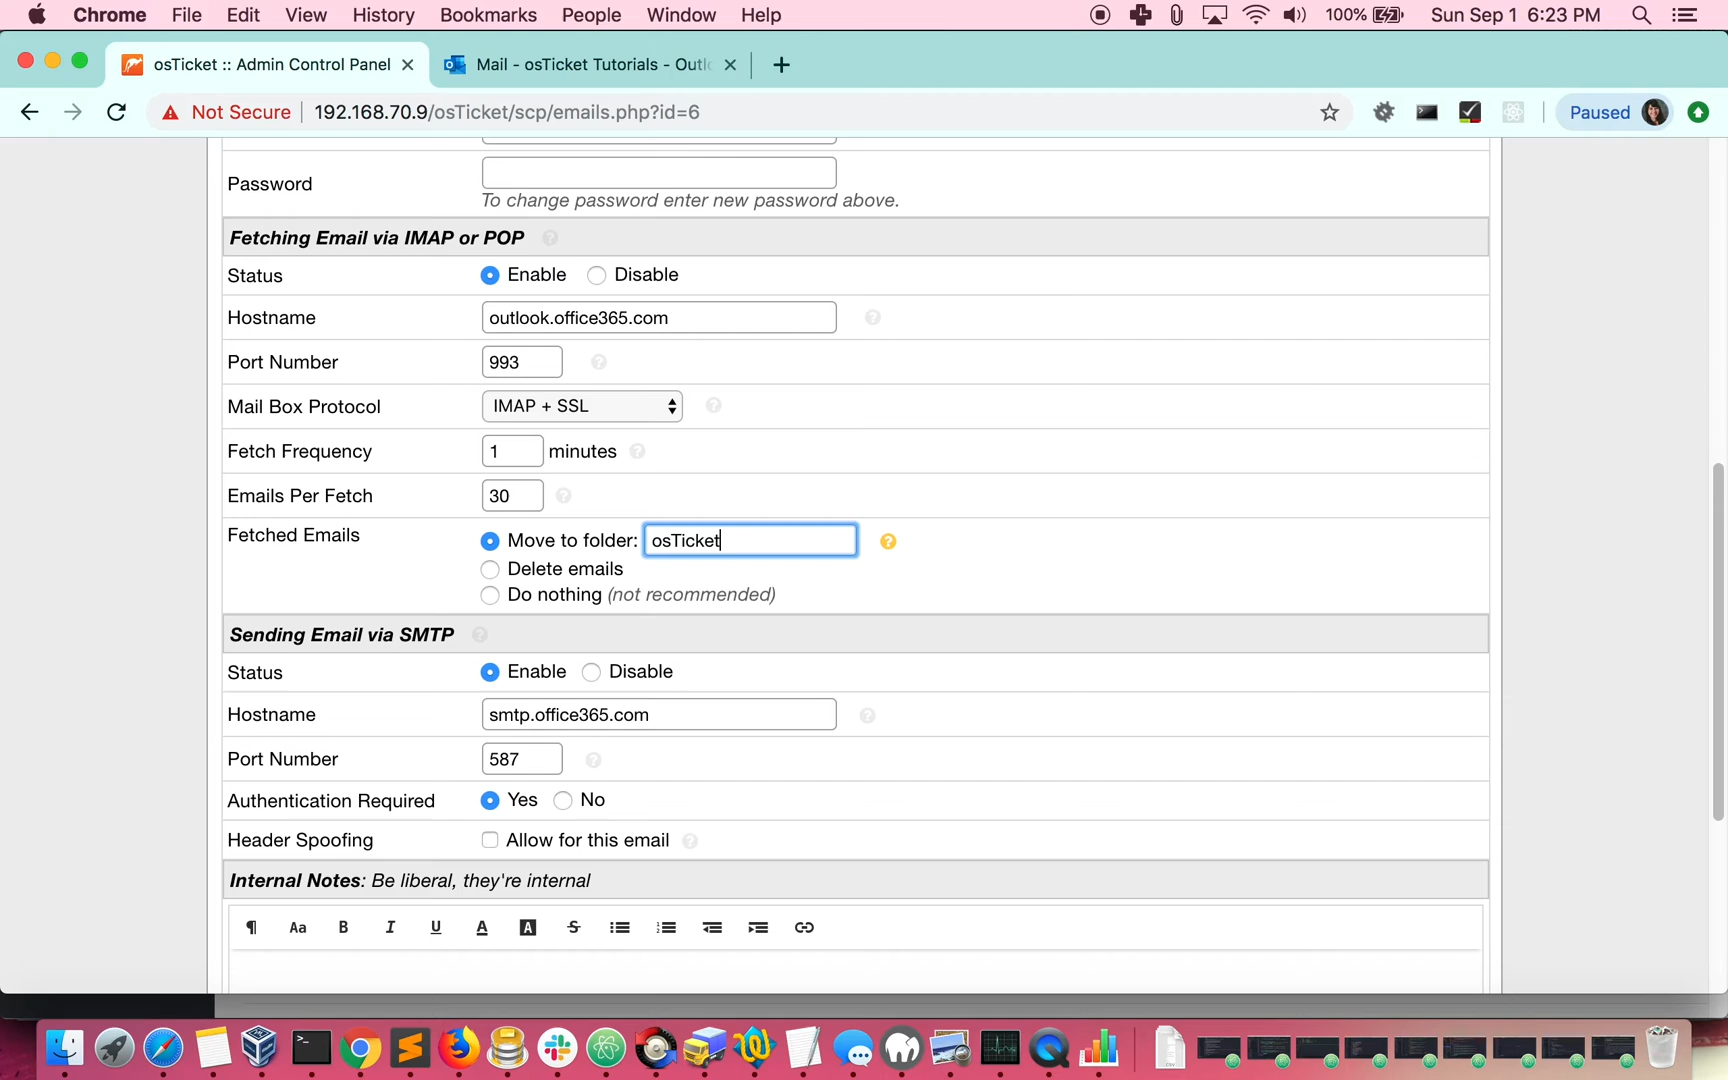 Chrome File Edit View History Bookmarks People Window Help 100% Sun Sep 1 6:23 PM
osTicket :: Admin Control Panel Mail - osTicket Tutorials - Outl
Not Secure 192.168.70.9/osTicket/scp/emails.php?id=6 Paused
Password
To change password enter new password above.
Fetching Email via IMAP or POP ?
Status Enable Disable
Hostname outlook.office365.com ?
Port Number 993 ?
Mail Box Protocol IMAP + SSL ?
Fetch Frequency 1 minutes ?
Emails Per Fetch 30 ?
Fetched Emails Move to folder: osTicket ?
Delete emails
Do nothing (not recommended)
Sending Email via SMTP ?
Status Enable Disable
Hostname smtp.office365.com ?
Port Number 587 ?
Authentication Required Yes No
Header Spoofing Allow for this email ?
Internal Notes: Be liberal, they're internal
¶ Aa B I U A A S